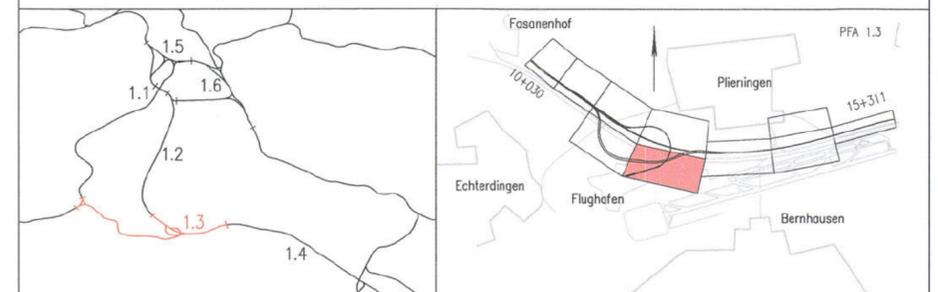 1.5
1.1
1.6
1.2
1.3
1.4
Fasanenhof
PFA 1.3
10+030
Plieningen
15+311
Echterdingen
Flughafen
Bernhausen